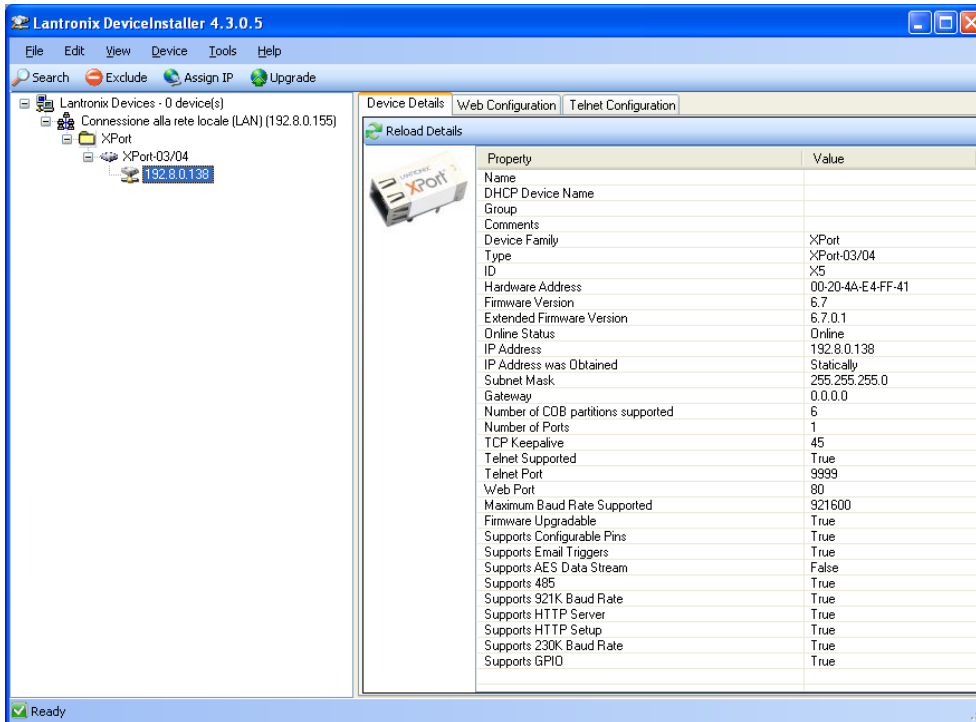 Lantronix DeviceInstaller 4.3.0.5
File Edit View Device Tools Help
Search Exclude Assign IP Upgrade
Lantronix Devices - 0 device(s)
Connessione alla rete locale (LAN) (192.8.0.155)
XPort
XPort-03/04
192.8.0.138
Device Details Web Configuration Telnet Configuration
Reload Details
LANTRONIX
XPort
Property Value
Name
DHCP Device Name
Group
Comments
Device Family XPort
Type XPort-03/04
ID X5
Hardware Address 00-20-4A-E4-FF-41
Firmware Version 6.7
Extended Firmware Version 6.7.0.1
Online Status Online
IP Address 192.8.0.138
IP Address was Obtained Statically
Subnet Mask 255.255.255.0
Gateway 0.0.0.0
Number of COB partitions supported 6
Number of Ports 1
TCP Keepalive 45
Telnet Supported True
Telnet Port 9999
Web Port 80
Maximum Baud Rate Supported 921600
Firmware Upgradable True
Supports Configurable Pins True
Supports Email Triggers True
Supports AES Data Stream False
Supports 485 True
Supports 921K Baud Rate True
Supports HTTP Server True
Supports HTTP Setup True
Supports 230K Baud Rate True
Supports GPIO True
Ready